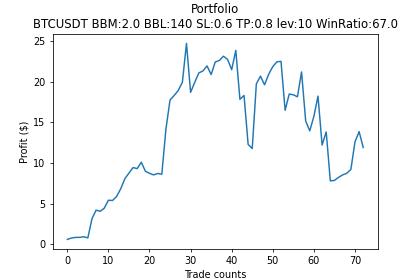 Portfolio
BTCUSDT BBM:2.0 BBL:140 SL:0.6 TP:0.8 lev:10 WinRatio:67.0
25
20
15
10
5
0
Profit ($)
0 10 20 30 40 50 60 70
Trade counts